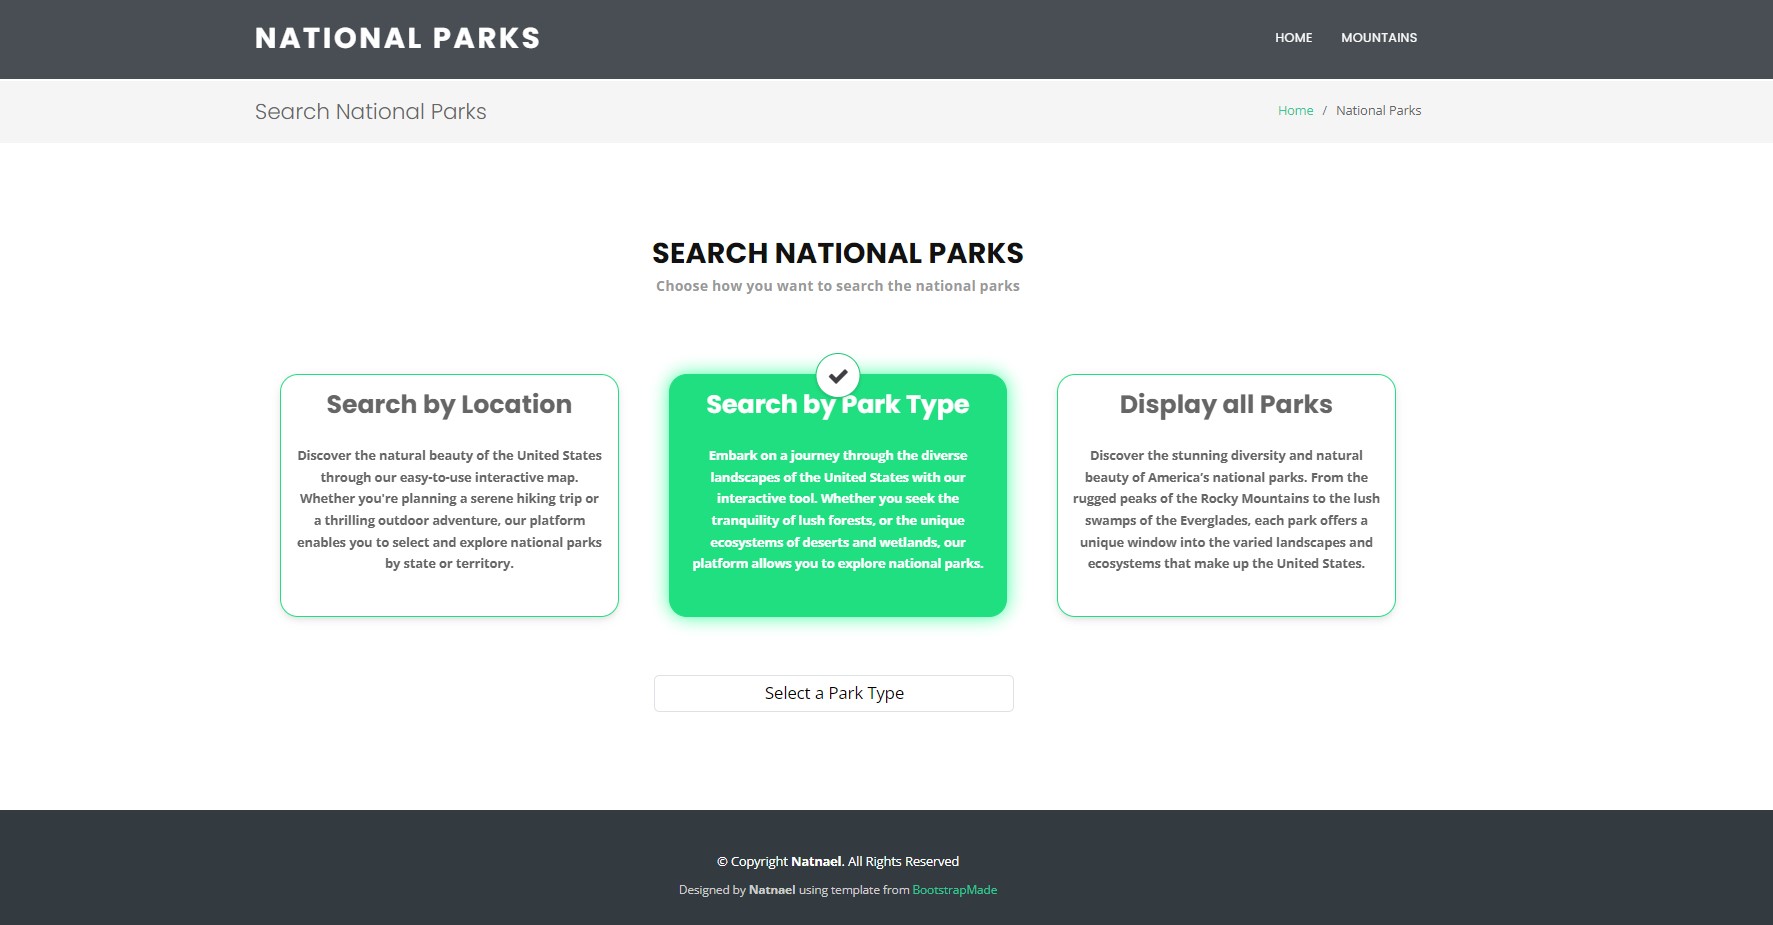 NATIONAL PARKS
HOME MOUNTAINS
Search National Parks
Home / National Parks
SEARCH NATIONAL PARKS
Choose how you want to search the national parks
Search by Location
Discover the natural beauty of the United States
through our easy-to-use interactive map.
Whether you're planning a serene hiking trip or
a thrilling outdoor adventure, our platform
enables you to select and explore national parks
by state or territory.
Search by Park Type
Embark on a journey through the diverse
landscapes of the United States with our
interactive tool. Whether you seek the
tranquility of lush forests, or the unique
ecosystems of deserts and wetlands, our
platform allows you to explore national parks.
Display all Parks
Discover the stunning diversity and natural
beauty of America’s national parks. From the
rugged peaks of the Rocky Mountains to the lush
swamps of the Everglades, each park offers a
unique window into the varied landscapes and
ecosystems that make up the United States.
Select a Park Type
© Copyright Natnael. All Rights Reserved
Designed by Natnael using template from BootstrapMade